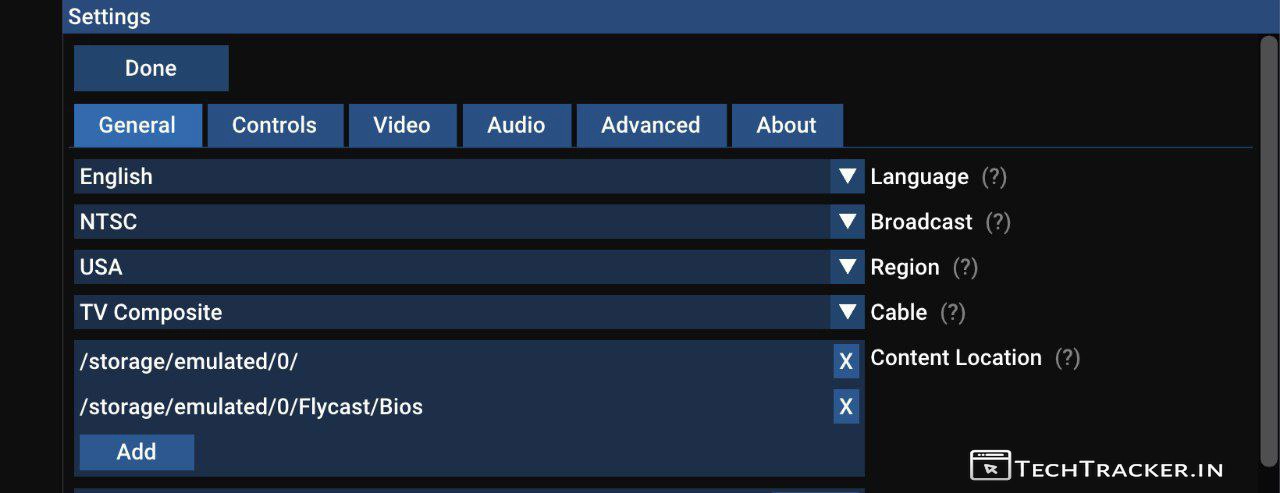 Settings
Done
General Controls Video Audio Advanced About
English Language (?)
NTSC Broadcast (?)
USA Region (?)
TV Composite Cable (?)
/storage/emulated/0/ X Content Location (?)
/storage/emulated/0/Flycast/Bios X
Add
TECHTRACKER.IN